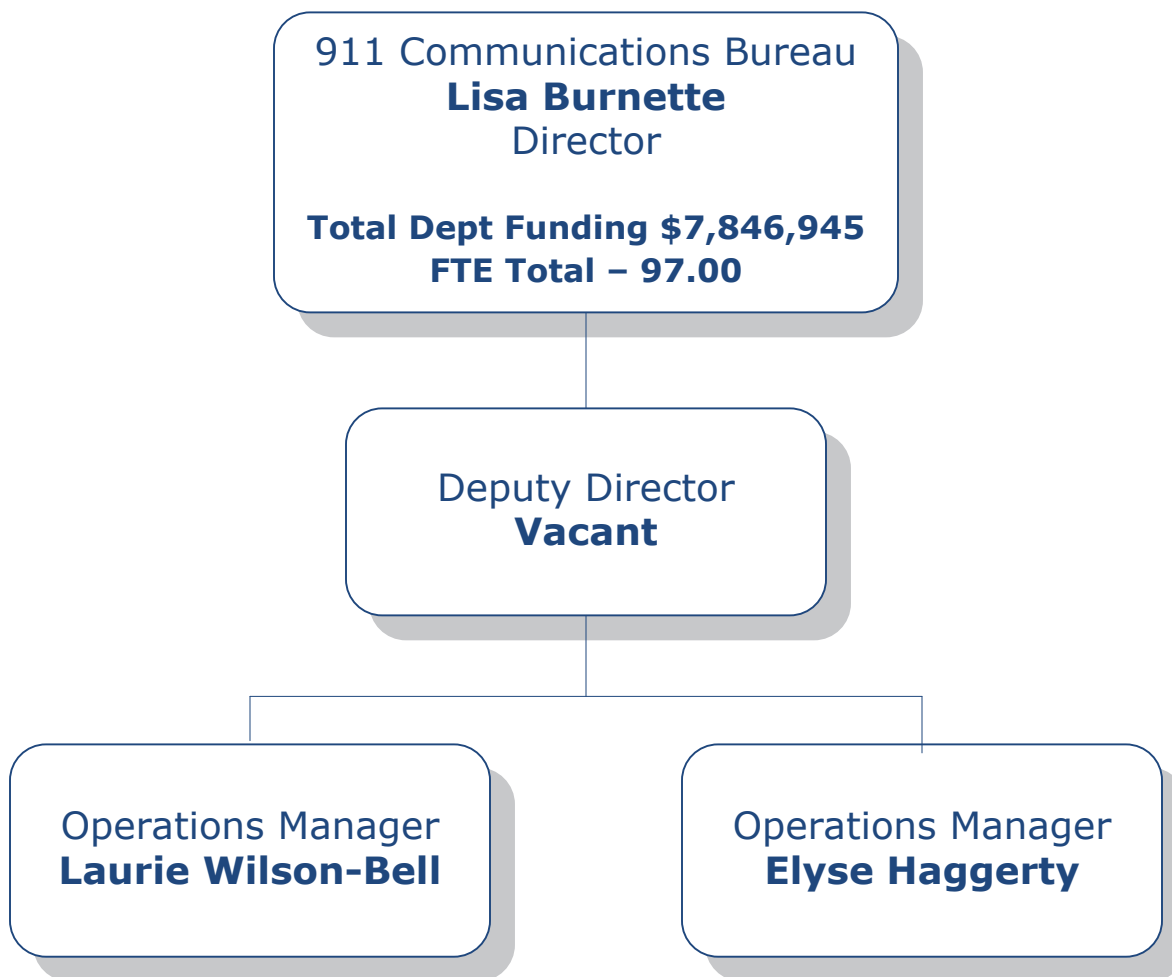 911 Communications Bureau
Lisa Burnette
Director
Total Dept Funding $7,846,945
FTE Total – 97.00
Deputy Director
Vacant
Operations Manager
Laurie Wilson-Bell
Operations Manager
Elyse Haggerty